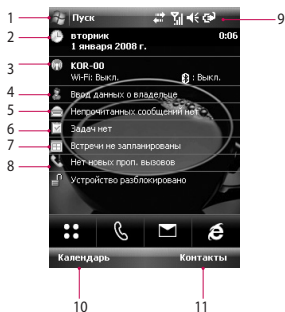 1 Пуск 9
2 вторник 0:06
1 января 2008 г.
3 KOR-00
Wi-Fi: Выкл. : Выкл.
4 Ввод данных о владельце
5 Непрочитанных сообщений нет
6 Задач нет
7 Встречи не запланированы
8 Нет новых проп. вызовов
Устройство разблокировано
Календарь Контакты
10 11